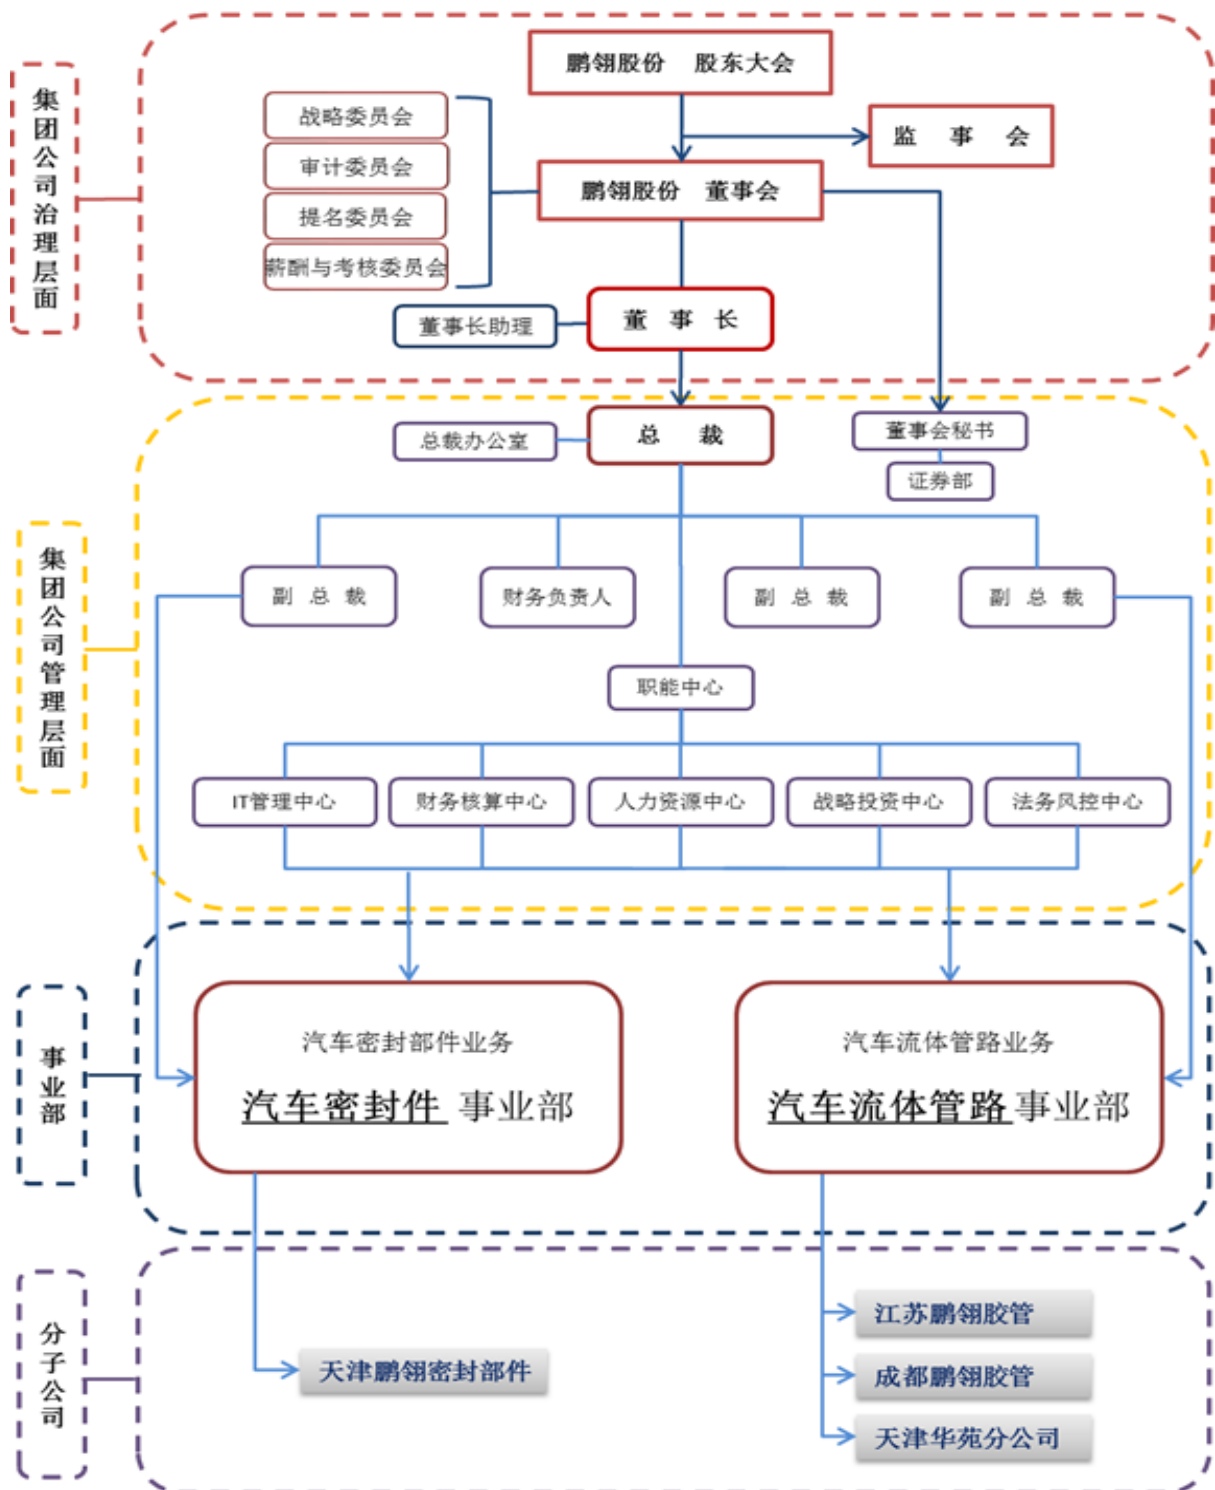 集团公司治理层面
鹏翎股份 股东大会
监 事 会
战略委员会
审计委员会
提名委员会
薪酬与考核委员会
鹏翎股份 董事会
董事长助理
董 事 长
集团公司管理层面
总裁办公室
总 裁
董事会秘书
证券部
副 总 裁
财务负责人
副 总 裁
副 总 裁
职能中心
IT管理中心
财务核算中心
人力资源中心
战略投资中心
法务风控中心
事业部
汽车密封部件业务
汽车密封件 事业部
汽车流体管路业务
汽车流体管路 事业部
分子公司
天津鹏翎密封部件
江苏鹏翎胶管
成都鹏翎胶管
天津华苑分公司